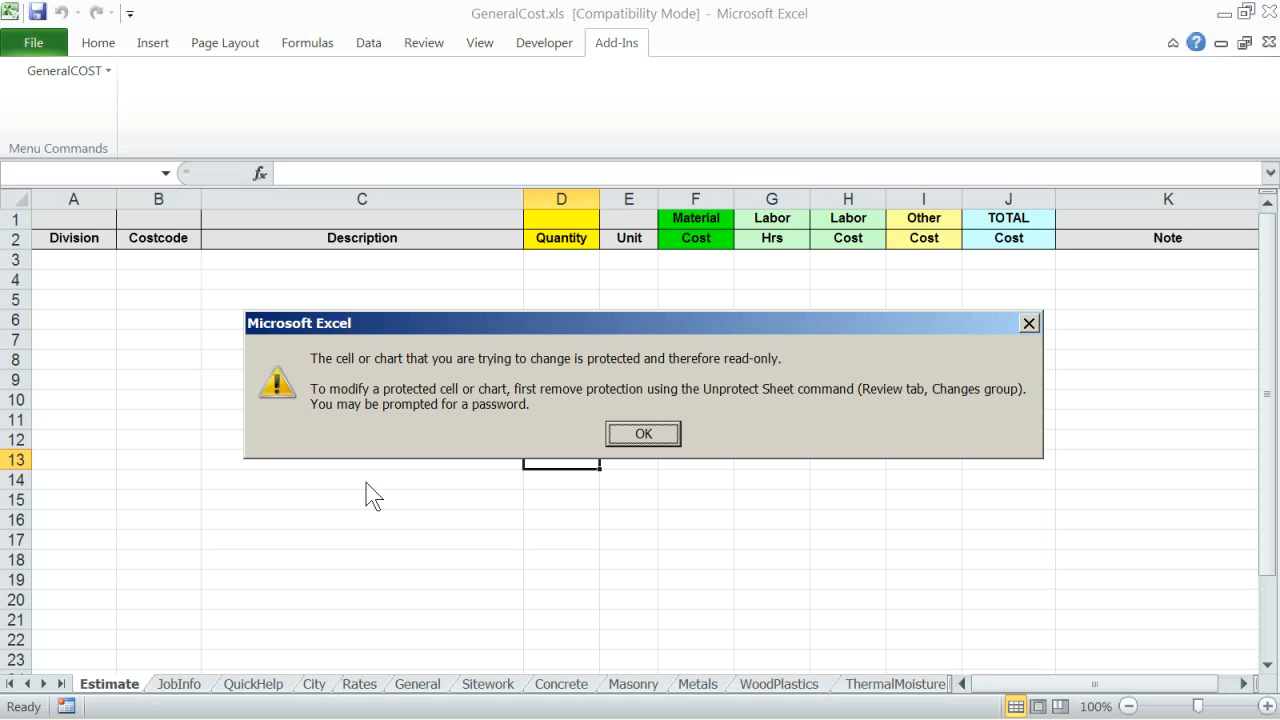 GeneralCost.xls [Compatibility Mode] - Microsoft Excel
File Home Insert Page Layout Formulas Data Review View Developer Add-Ins
GeneralCOST
Menu Commands
fx
A B C D E F G H I J K
1 Material Labor Labor Other TOTAL
2 Division Costcode Description Quantity Unit Cost Hrs Cost Cost Cost Note
3
4
5
6
7
8
9
10
11
12
13
14
15
16
17
18
19
20
21
22
23
Microsoft Excel
The cell or chart that you are trying to change is protected and therefore read-only.
To modify a protected cell or chart, first remove protection using the Unprotect Sheet command (Review tab, Changes group).
You may be prompted for a password.
OK
Estimate JobInfo QuickHelp City Rates General Sitework Concrete Masonry Metals WoodPlastics ThermalMoisture
Ready 100%